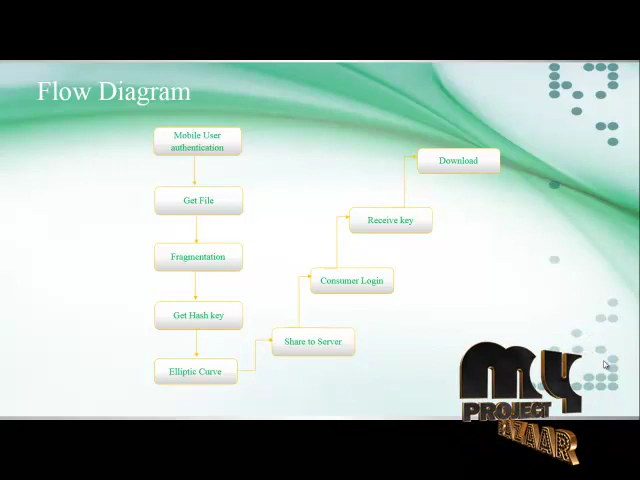 Flow Diagram
Mobile User
authentication
Get File
Fragmentation
Get Hash key
Elliptic Curve
Share to Server
Consumer Login
Receive key
Download
MY
PROJECT
BAZAAR